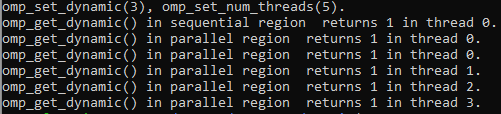 omp_set_dynamic(3), omp_set_num_threads(5).
omp_get_dynamic() in sequential region  returns 1 in thread 0.
omp_get_dynamic() in parallel region  returns 1 in thread 0.
omp_get_dynamic() in parallel region  returns 1 in thread 0.
omp_get_dynamic() in parallel region  returns 1 in thread 1.
omp_get_dynamic() in parallel region  returns 1 in thread 2.
omp_get_dynamic() in parallel region  returns 1 in thread 3.